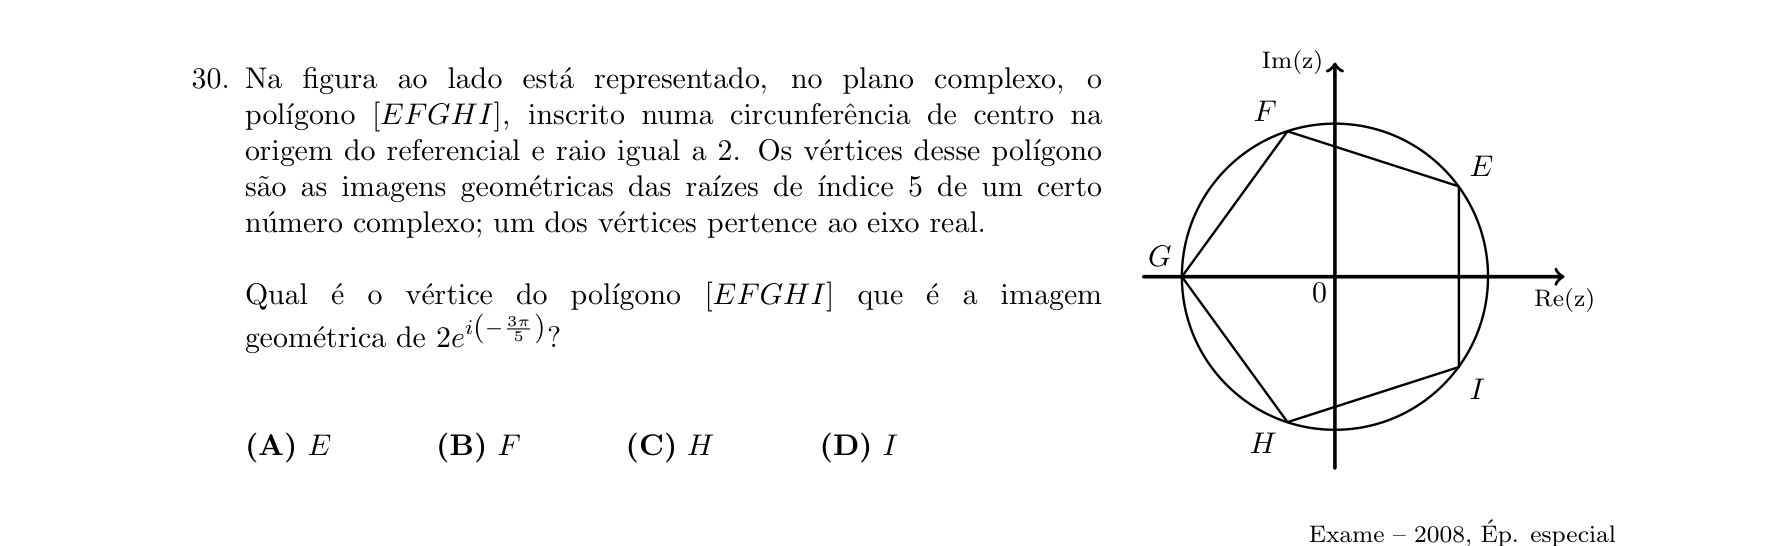 30. Na figura ao lado está representado, no plano complexo, o
polígono [EFGHI], inscrito numa circunferência de centro na
origem do referencial e raio igual a 2. Os vértices desse polígono
são as imagens geométricas das raízes de índice 5 de um certo
número complexo; um dos vértices pertence ao eixo real.
Qual é o vértice do polígono [EFGHI] que é a imagem
geométrica de $2e^{i\left(-\frac{3\pi}{5}\right)}$?
(A) E (B) F (C) H (D) I
Im(z)
F
E
G
0
Re(z)
I
H
Exame – 2008, Ép. especial